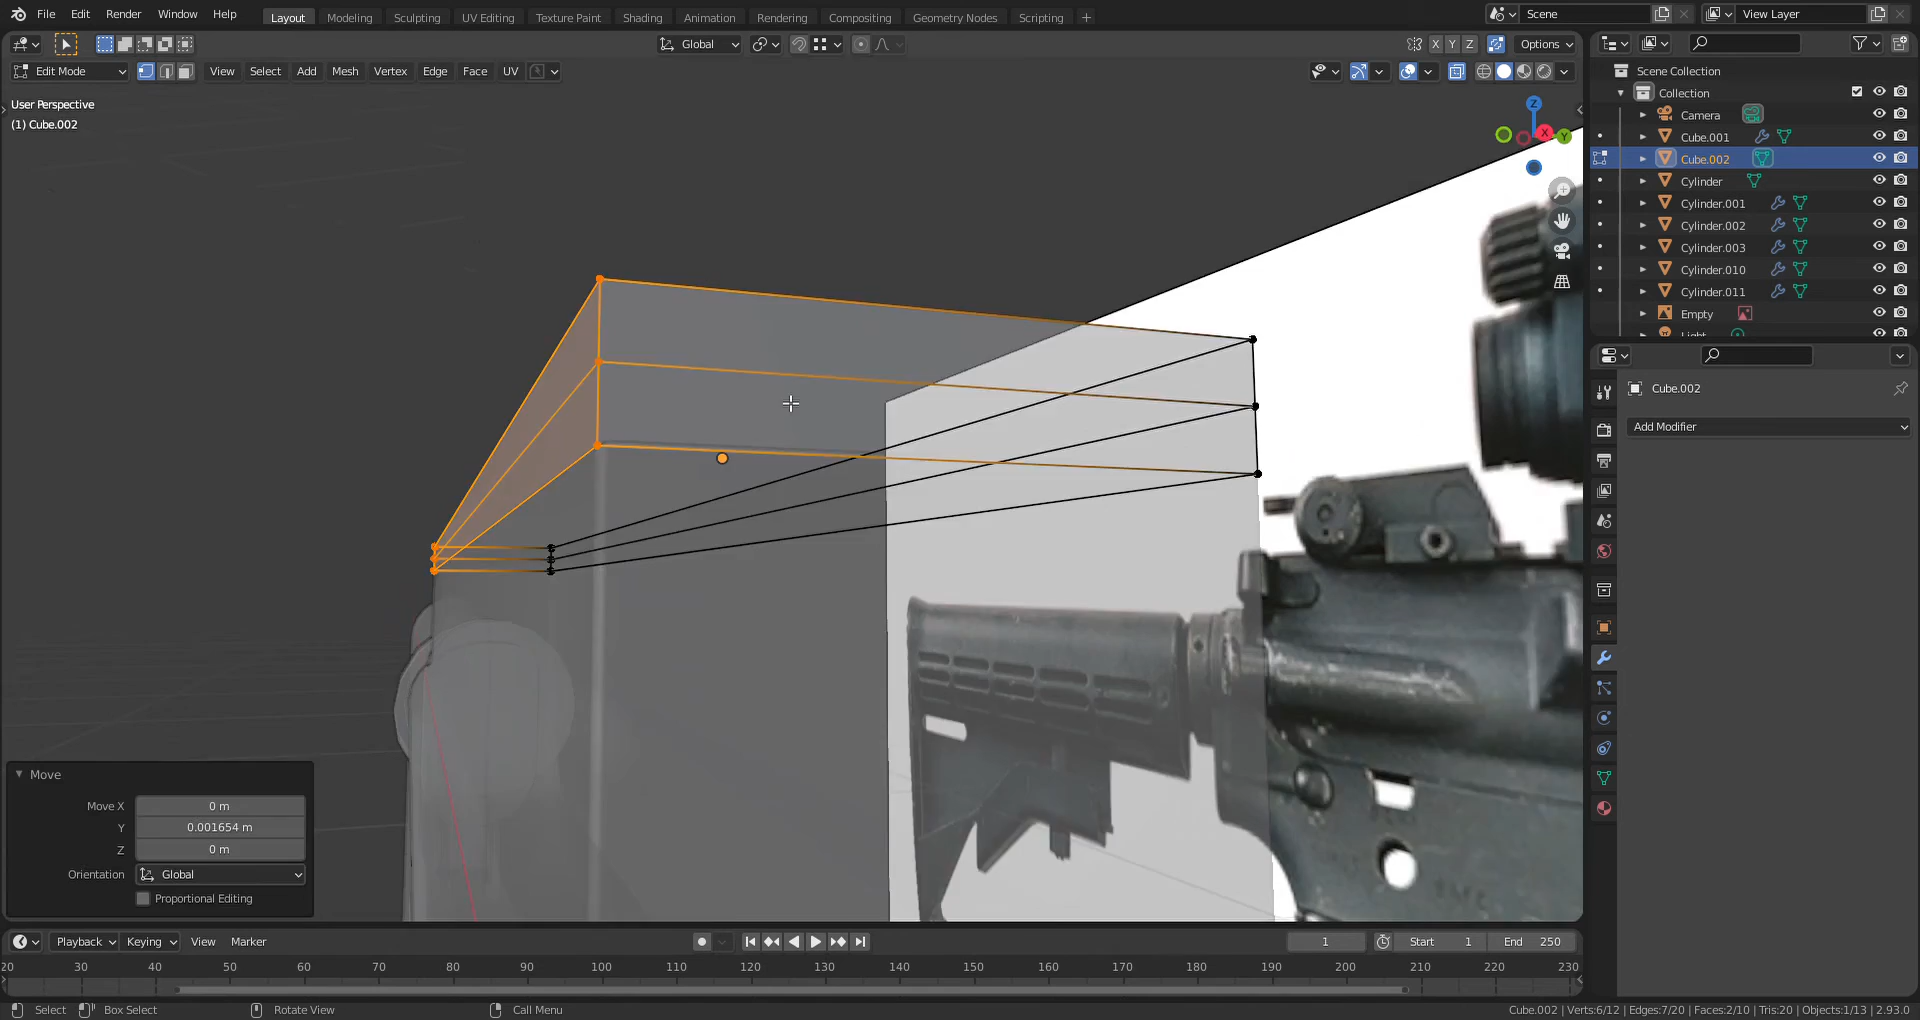 File Edit Render Window Help Layout Modeling Sculpting UV Editing Texture Paint Shading Animation Rendering Compositing Geometry Nodes Scripting + Scene View Layer
Global X Y Z Options
Edit Mode View Select Add Mesh Vertex Edge Face UV
User Perspective
(1) Cube.002
Z
X
Y
Scene Collection
Collection
Camera
Cube.001
Cube.002
Cylinder
Cylinder.001
Cylinder.002
Cylinder.003
Cylinder.010
Cylinder.011
Empty
Light
Cube.002
Add Modifier
Move
Move X 0 m
Y 0.001654 m
Z 0 m
Orientation Global
Proportional Editing
Playback Keying View Marker 1 Start 1 End 250
20 30 40 50 60 70 80 90 100 110 120 130 140 150 160 170 180 190 200 210 220 230
Select Box Select Rotate View Call Menu Cube.002 | Verts:6/12 | Edges:7/20 | Faces:2/10 | Tris:20 | Objects:1/13 | 2.93.0